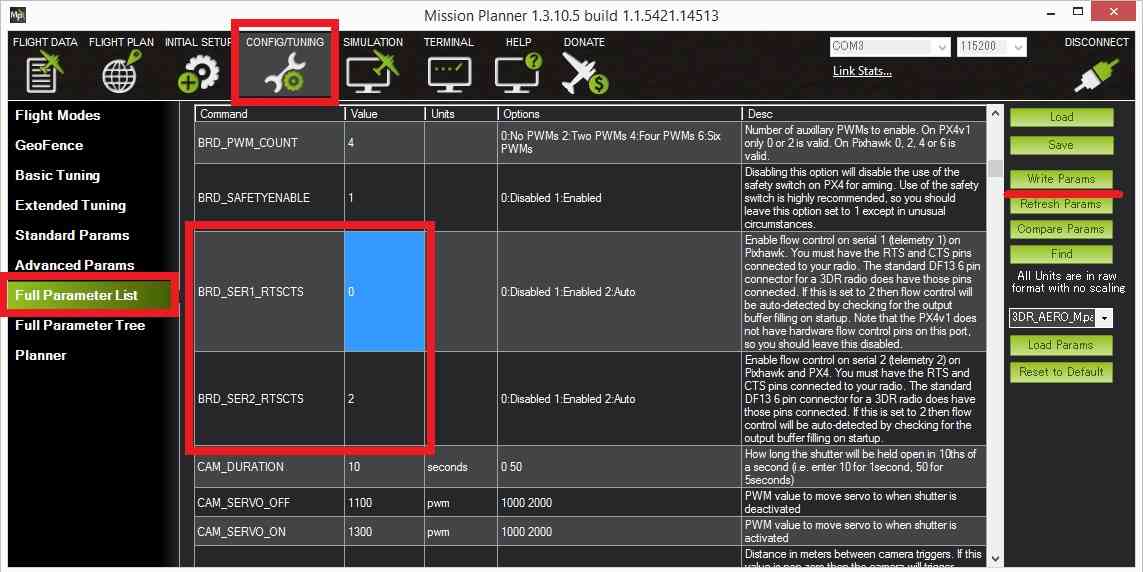 Mp
Mission Planner 1.3.10.5 build 1.1.5421.14513
FLIGHT DATA FLIGHT PLAN INITIAL SETUP CONFIG/TUNING SIMULATION TERMINAL HELP DONATE
COM3 115200 DISCONNECT
Link Stats...
Flight Modes
GeoFence
Basic Tuning
Extended Tuning
Standard Params
Advanced Params
Full Parameter List
Full Parameter Tree
Planner
Command Value Units Options Desc
BRD_PWM_COUNT 4 0:No PWMs 2:Two PWMs 4:Four PWMs 6:Six
PWMs
Number of auxillary PWMs to enable. On PX4v1
only 0 or 2 is valid. On Pixhawk 0, 2, 4 or 6 is
valid.
BRD_SAFETYENABLE 1 0:Disabled 1:Enabled
Disabling this option will disable the use of the
safety switch on PX4 for arming. Use of the safety
switch is highly recommended, so you should
leave this option set to 1 except in unusual
circumstances.
BRD_SER1_RTSCTS 0 0:Disabled 1:Enabled 2:Auto
Enable flow control on serial 1 (telemetry 1) on
Pixhawk. You must have the RTS and CTS pins
connected to your radio. The standard DF13 6 pin
connector for a 3DR radio does have those pins
connected. If this is set to 2 then flow control will
be auto-detected by checking for the output
buffer filling on startup. Note that the PX4v1 does
not have hardware flow control pins on this port,
so you should leave this disabled.
BRD_SER2_RTSCTS 2 0:Disabled 1:Enabled 2:Auto
Enable flow control on serial 2 (telemetry 2) on
Pixhawk and PX4. You must have the RTS and
CTS pins connected to your radio. The standard
DF13 6 pin connector for a 3DR radio does have
those pins connected. If this is set to 2 then flow
control will be auto-detected by checking for the
output buffer filling on startup.
CAM_DURATION 10 seconds 0 50
How long the shutter will be held open in 10ths of
a second (i.e. enter 10 for 1second, 50 for
5seconds)
CAM_SERVO_OFF 1100 pwm 1000 2000
PWM value to move servo to when shutter is
deactivated
CAM_SERVO_ON 1300 pwm 1000 2000
PWM value to move servo to when shutter is
activated
Distance in meters between camera triggers. If this
value is non-zero then the camera will trigger
Load
Save
Write Params
Refresh Params
Compare Params
Find
All Units are in raw
format with no scaling
3DR_AERO_M.pa
Load Params
Reset to Default